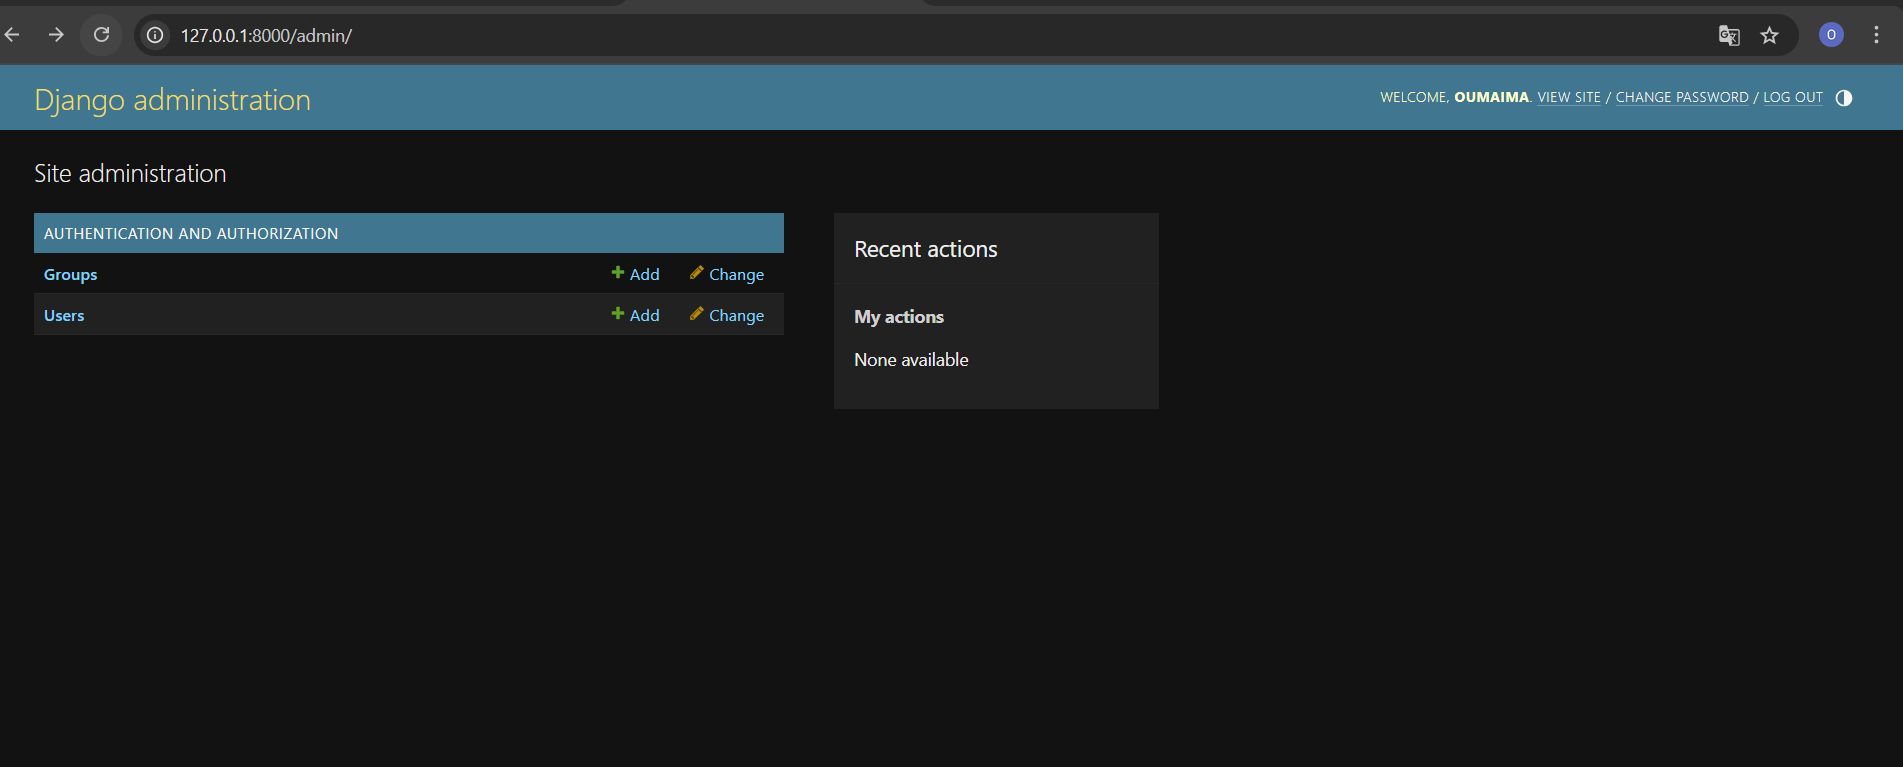 127.0.0.1:8000/admin/
O
Django administration
WELCOME, OUMAIMA. VIEW SITE / CHANGE PASSWORD / LOG OUT
Site administration
AUTHENTICATION AND AUTHORIZATION
Groups Add Change
Users Add Change
Recent actions
My actions
None available